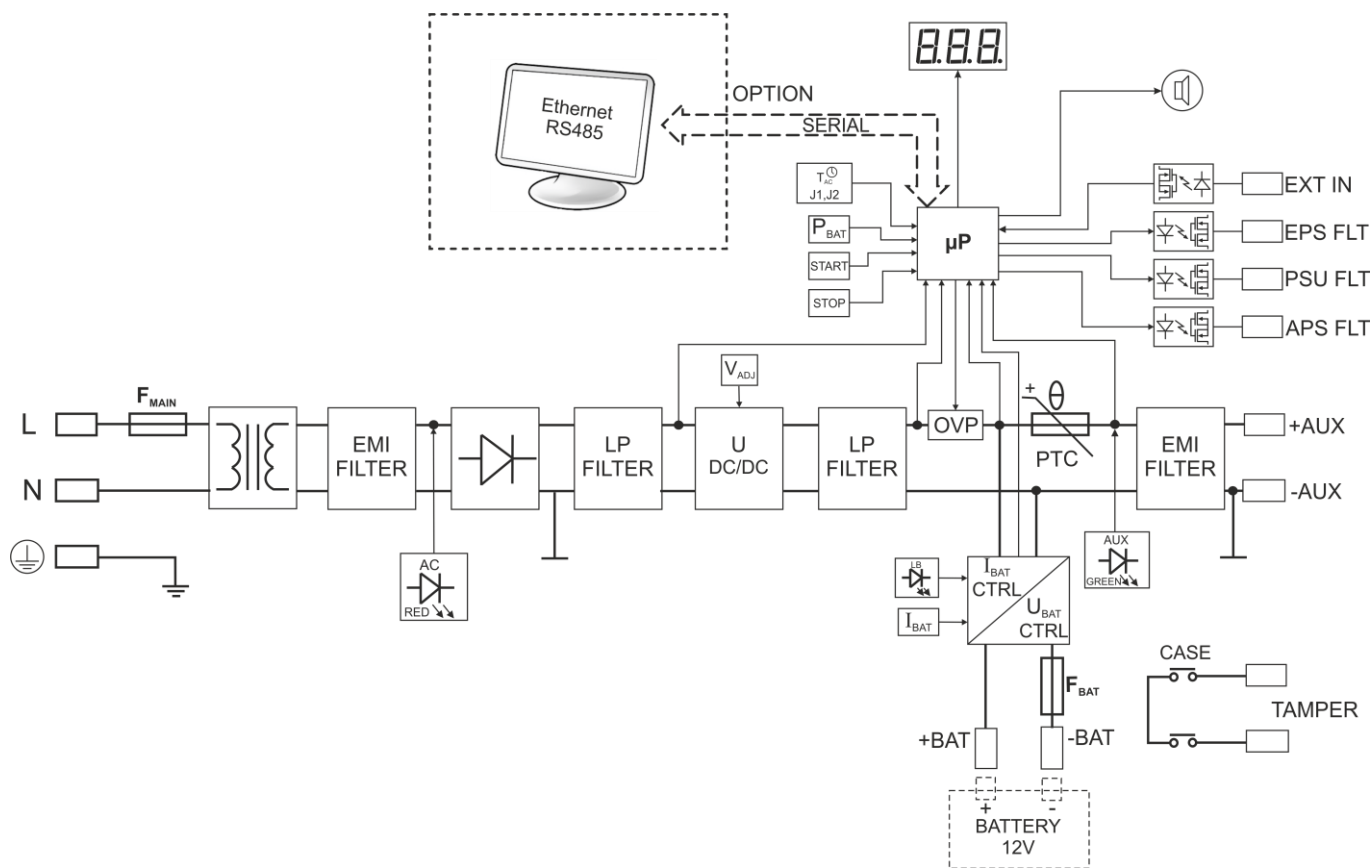 8.8.8.
OPTION
Ethernet
RS485
SERIAL
T AC
J1,J2
P BAT
START
STOP
µP
EXT IN
EPS FLT
PSU FLT
APS FLT
V ADJ
L
F MAIN
N
EMI
FILTER
LP
FILTER
U
DC/DC
LP
FILTER
OVP
+
θ
PTC
EMI
FILTER
+AUX
-AUX
AC
RED
AUX
GREEN
LB
I BAT
I BAT
CTRL
U BAT
CTRL
F BAT
+BAT
-BAT
+
-
BATTERY
12V
CASE
TAMPER